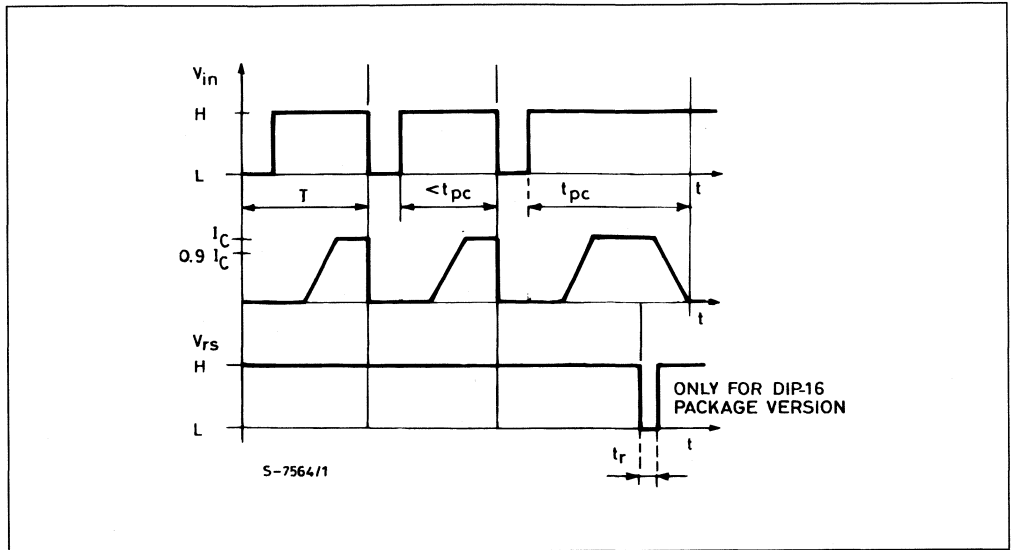 Vin
H
L
t
T
<tpc
tpc
IC
0.9 IC
t
Vrs
H
ONLY FOR DIP-16
PACKAGE VERSION
L
t
tr
S-7564/1